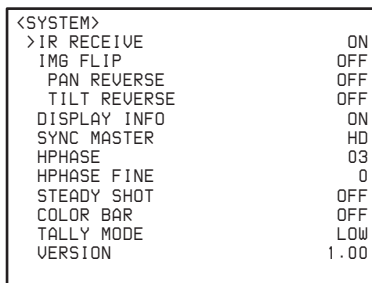 <SYSTEM>
>IR RECEIVE ON
IMG FLIP OFF
PAN REVERSE OFF
TILT REVERSE OFF
DISPLAY INFO ON
SYNC MASTER HD
HPHASE 03
HPHASE FINE 0
STEADY SHOT OFF
COLOR BAR OFF
TALLY MODE LOW
VERSION 1.00